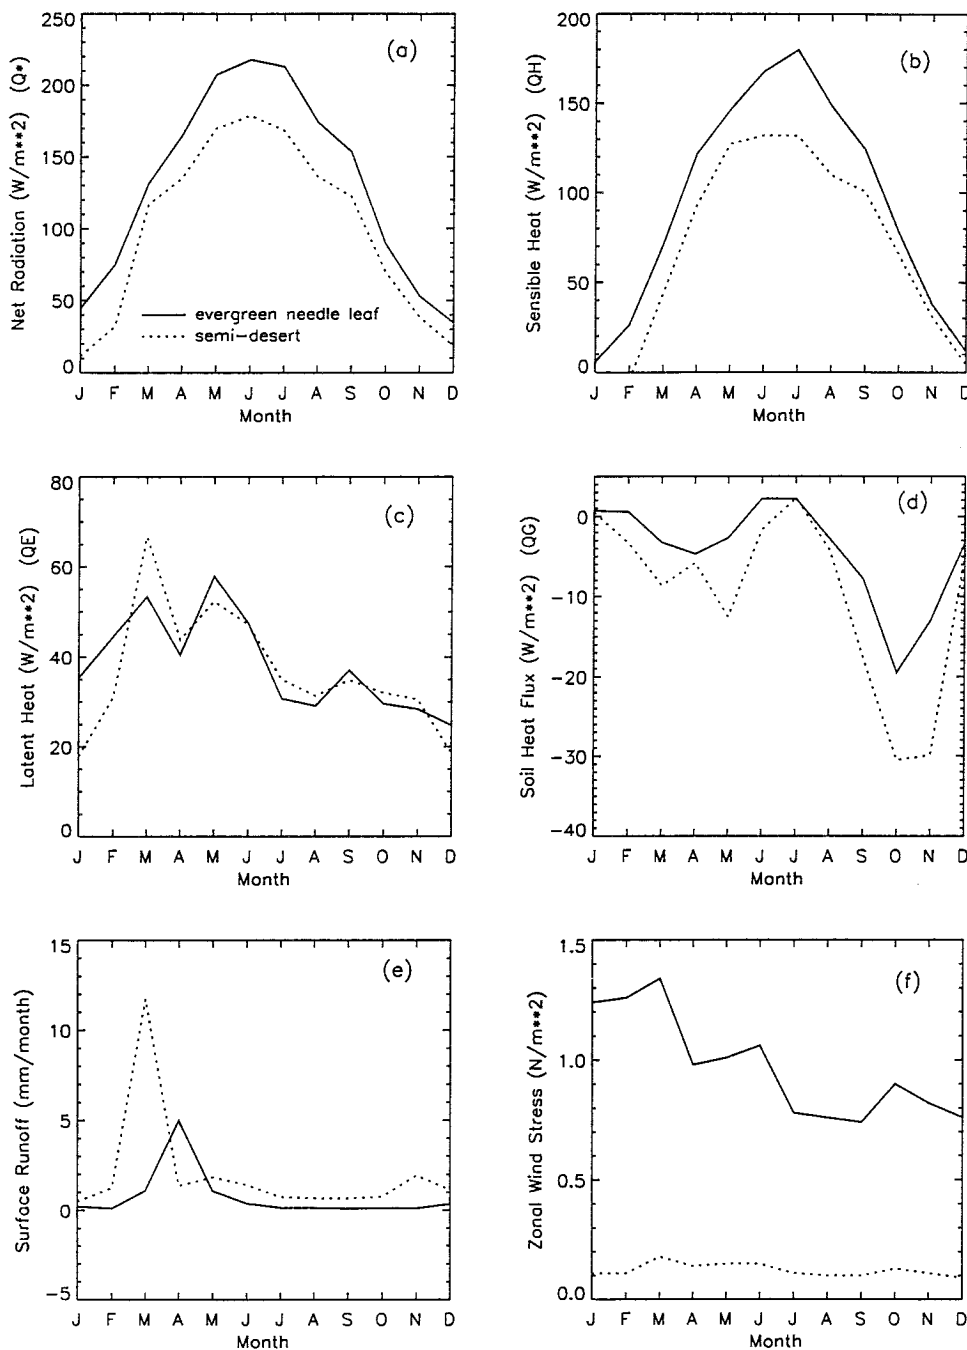 (a)
Net Radiation (W/m**2) (Q*)
250
200
150
100
50
0
evergreen needle leaf
semi-desert
J F M A M J J A S O N D
Month
(b)
Sensible Heat (W/m**2) (QH)
200
150
100
50
0
J F M A M J J A S O N D
Month
(c)
Latent Heat (W/m**2) (QE)
80
60
40
20
0
J F M A M J J A S O N D
Month
(d)
Soil Heat Flux (W/m**2) (QG)
0
-10
-20
-30
-40
J F M A M J J A S O N D
Month
(e)
Surface Runoff (mm/month)
15
10
5
0
-5
J F M A M J J A S O N D
Month
(f)
Zonal Wind Stress (N/m**2)
1.5
1.0
0.5
0.0
J F M A M J J A S O N D
Month